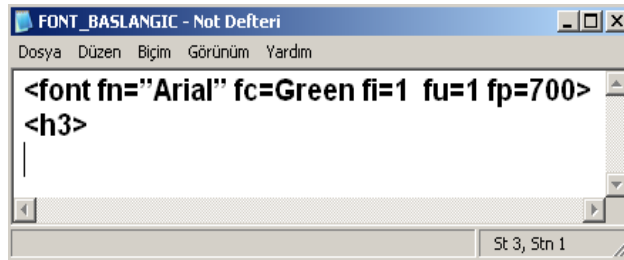 FONT_BASLANGIC - Not Defteri
Dosya Düzen Biçim Görünüm Yardım
<font fn=”Arial” fc=Green fi=1 fu=1 fp=700>
<h3>
St 3, Stn 1